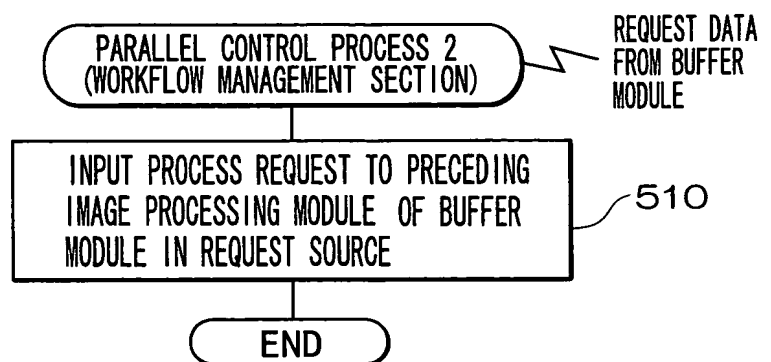 PARALLEL CONTROL PROCESS 2
(WORKFLOW MANAGEMENT SECTION)
REQUEST DATA
FROM BUFFER
MODULE
INPUT PROCESS REQUEST TO PRECEDING
IMAGE PROCESSING MODULE OF BUFFER
MODULE IN REQUEST SOURCE
510
END